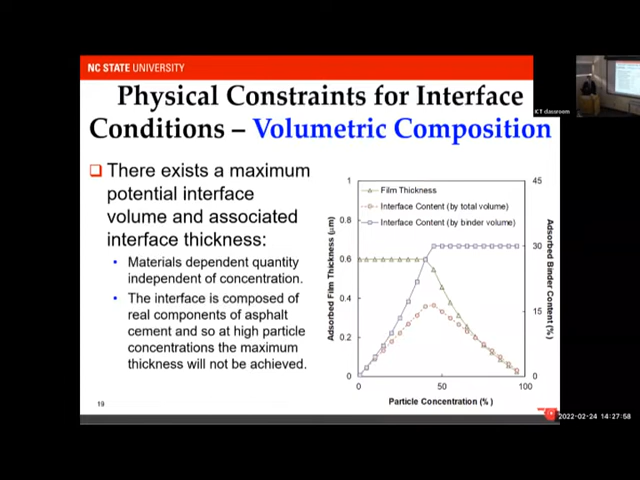 NC STATE UNIVERSITY
Physical Constraints for Interface
Conditions – Volumetric Composition
There exists a maximum
potential interface
volume and associated
interface thickness:
• Materials dependent quantity
independent of concentration.
• The interface is composed of
real components of asphalt
cement and so at high particle
concentrations the maximum
thickness will not be achieved.
Film Thickness
Interface Content (by total volume)
Interface Content (by binder volume)
Adsorbed Film Thickness (μm)
1
0.8
0.6
0.4
0.2
0
45
30
15
0
Adsorbed Binder Content (%)
0
50
100
Particle Concentration (%)
19
ICT classroom
2022-02-24 14:27:58